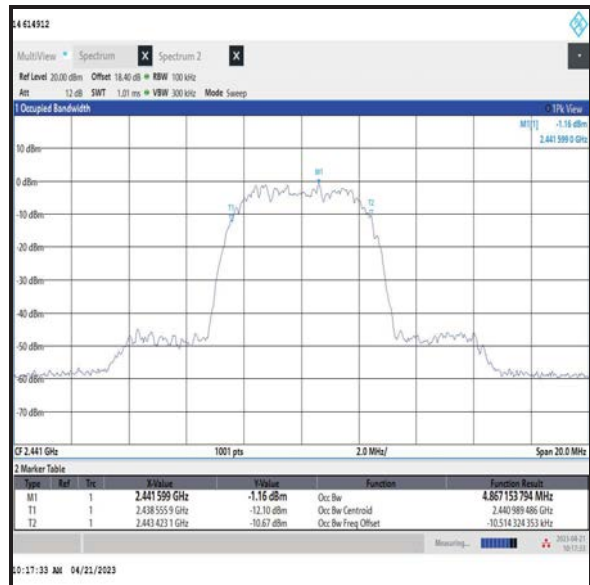 14 614912
MultiView Spectrum X Spectrum 2 X
Ref Level 20.00 dBm Offset 18.40 dB RBW 100 kHz
Att 12 dB SWT 1.01 ms VBW 300 kHz Mode Sweep
1 Occupied Bandwidth 1Pk View
M1[1] -1.16 dBm
2.441 599 0 GHz
10 dBm
0 dBm
M1
T1
T2
-10 dBm
-20 dBm
-30 dBm
-40 dBm
-50 dBm
-60 dBm
-70 dBm
CF 2.441 GHz 1001 pts 2.0 MHz/ Span 20.0 MHz
2 Marker Table
Type Ref Trc X-Value Y-Value Function Function Result
M1 1 2.441 599 GHz -1.16 dBm Occ Bw 4.867 153 794 MHz
T1 1 2.438 555 9 GHz -12.10 dBm Occ Bw Centroid 2.440 989 486 GHz
T2 1 2.443 423 1 GHz -10.67 dBm Occ Bw Freq Offset -10.514 324 353 kHz
Measuring... 2023-04-21
10:17:33
10:17:33 AM 04/21/2023